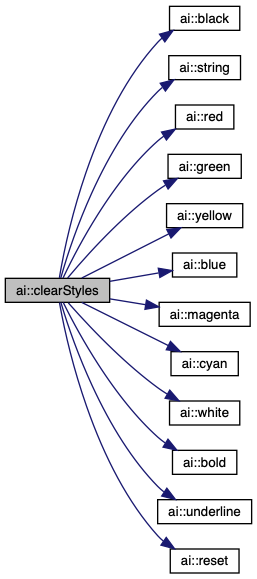 ai::black
ai::string
ai::red
ai::green
ai::yellow
ai::blue
ai::clearStyles
ai::magenta
ai::cyan
ai::white
ai::bold
ai::underline
ai::reset